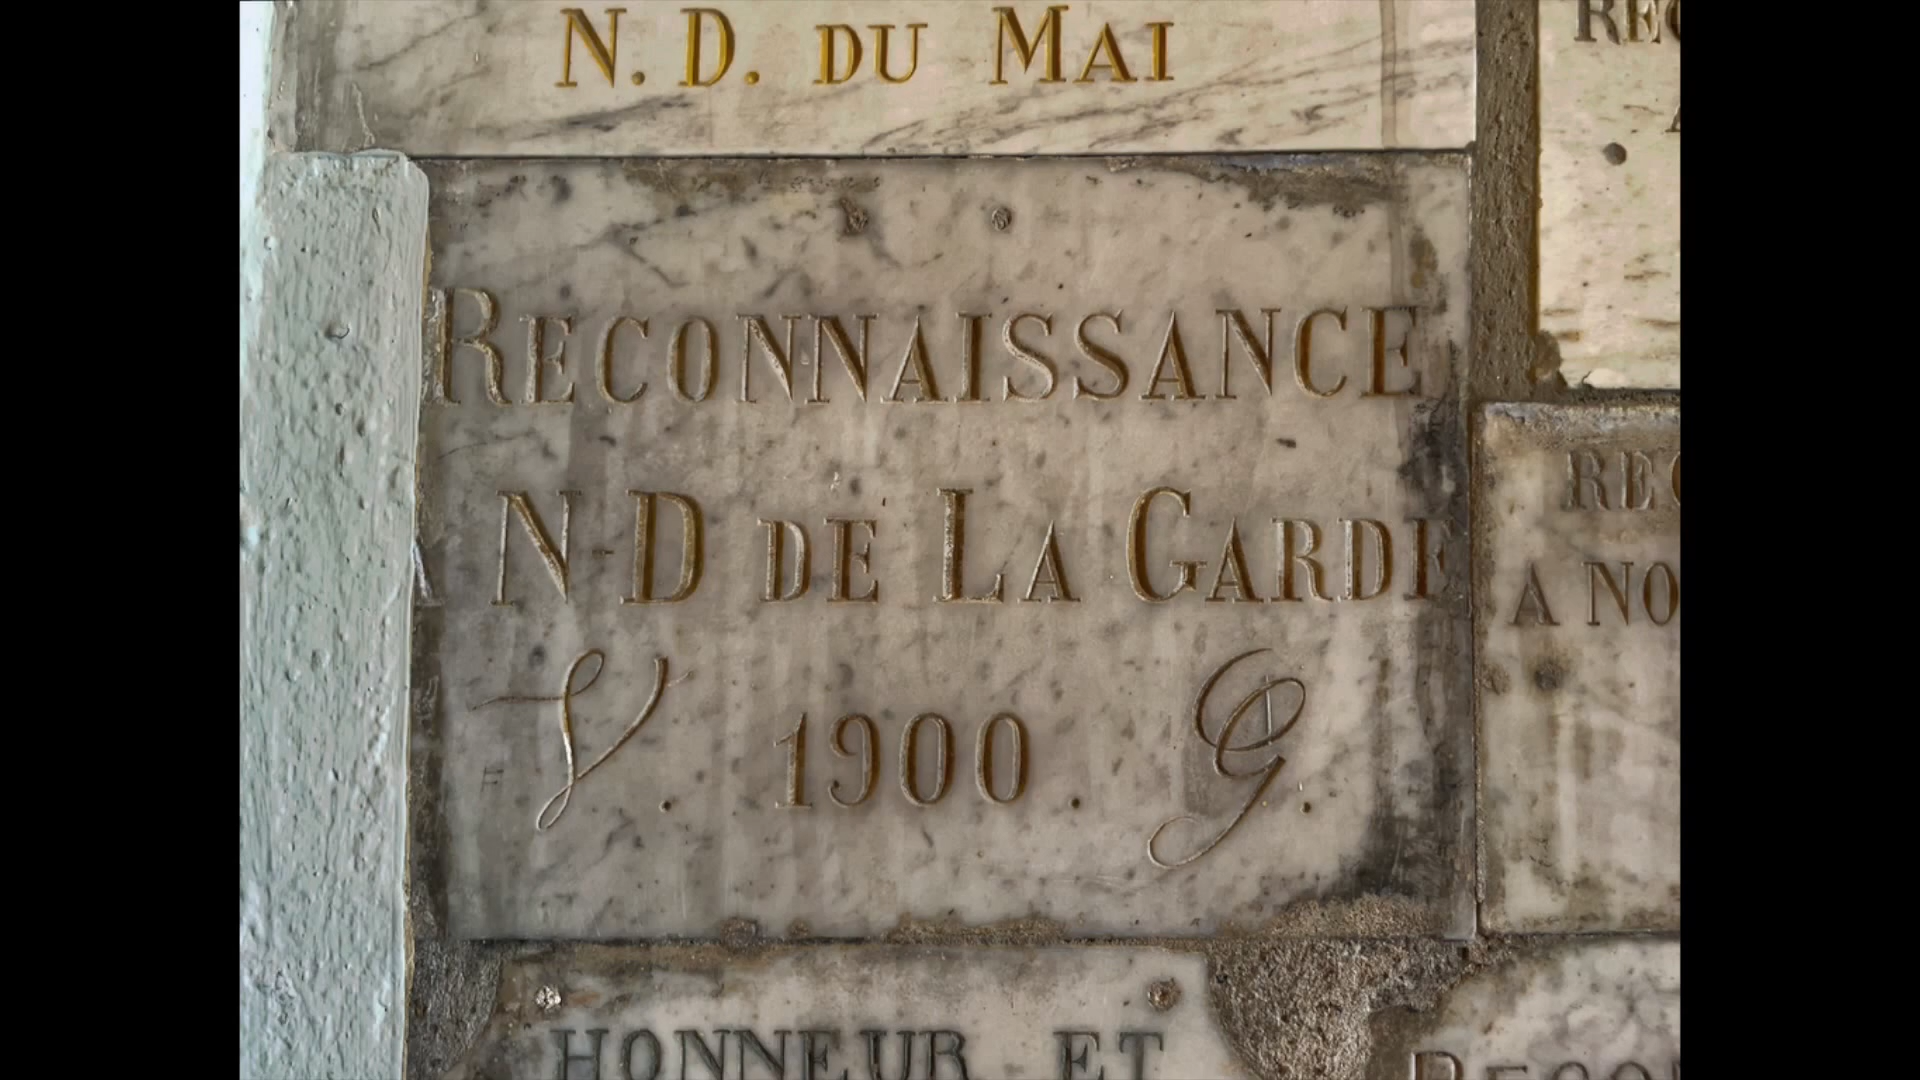 N. D. DU MAI
RECONNAISSANCE
A N-D DE LA GARDE
V. 1900. G.
A NO
HONNEUR ET